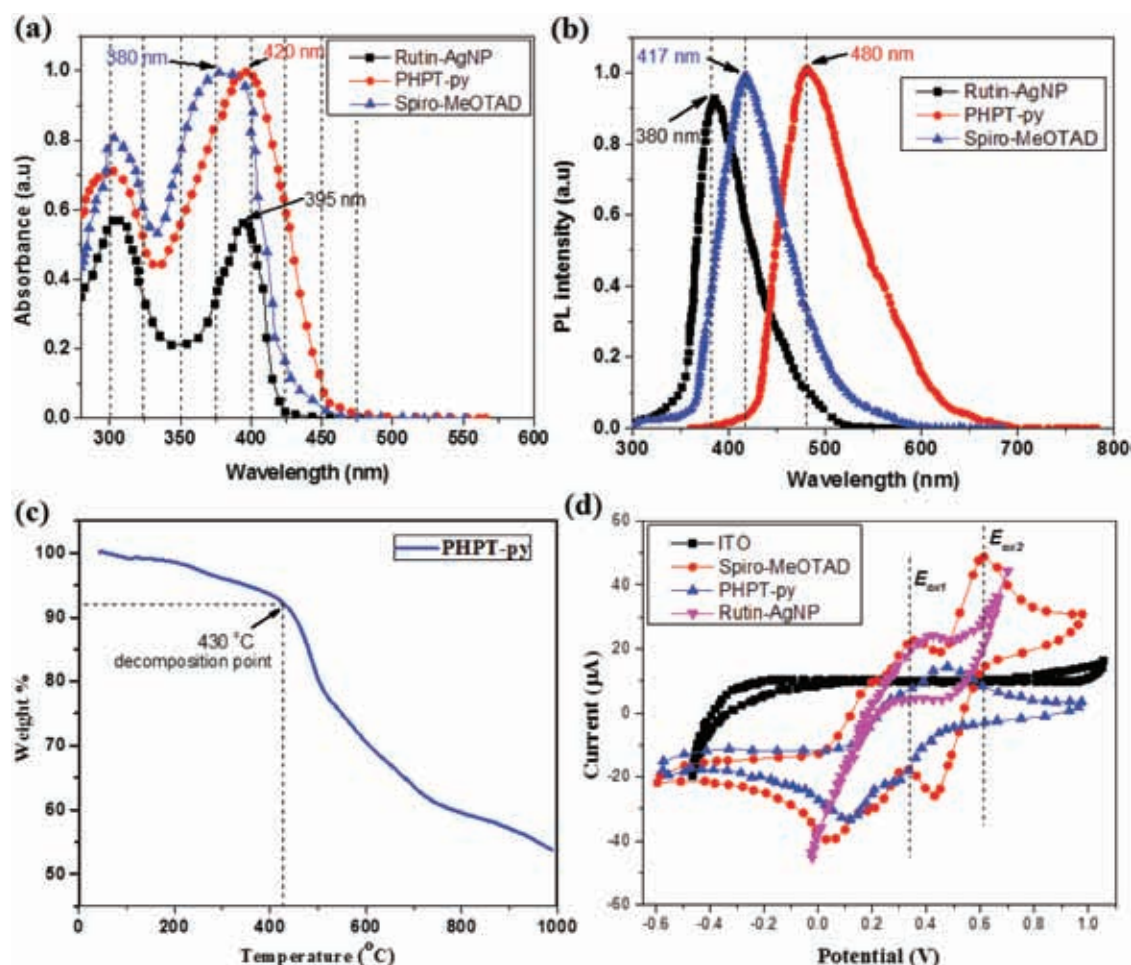 (a)
380 nm
420 nm
Rutin-AgNP
PHPT-py
Spiro-MeOTAD
395 nm
Absorbance (a.u)
1.0
0.8
0.6
0.4
0.2
0.0
300 350 400 450 500 550 600
Wavelength (nm)
(b)
417 nm
480 nm
380 nm
Rutin-AgNP
PHPT-py
Spiro-MeOTAD
PL intensity (a.u)
1.0
0.8
0.6
0.4
0.2
0.0
300 400 500 600 700 800
Wavelength (nm)
(c)
PHPT-py
430 °C
decomposition point
Weight %
100
90
80
70
60
50
0 200 400 600 800 1000
Temperature (°C)
(d)
ITO
Spiro-MeOTAD
PHPT-py
Rutin-AgNP
Eox1
Eox2
Current (µA)
60
40
20
0
-20
-40
-60
-0.6 -0.4 -0.2 0.0 0.2 0.4 0.6 0.8 1.0
Potential (V)